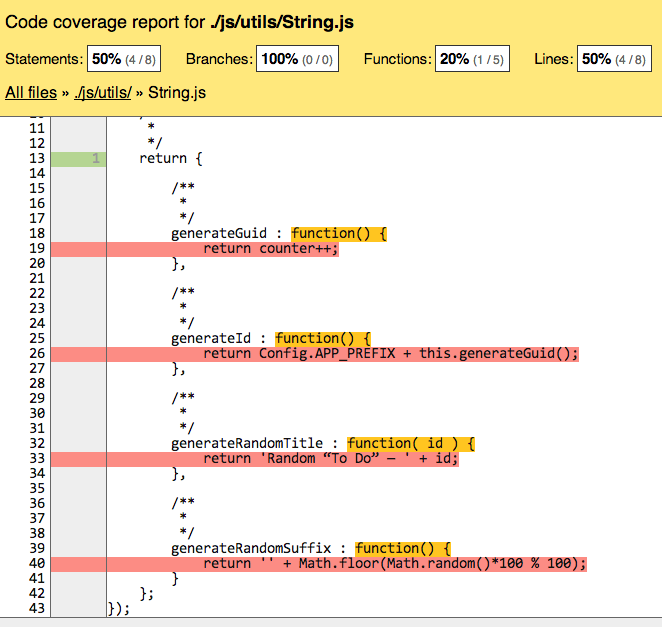 Code coverage report for ./js/utils/String.js
Statements: 50% (4 / 8) Branches: 100% (0 / 0) Functions: 20% (1 / 5) Lines: 50% (4 / 8)
All files » ./js/utils/ » String.js
11 *
12 */
13 1 return {
14
15 /**
16 *
17 */
18 generateGuid : function() {
19 return counter++;
20 },
21
22 /**
23 *
24 */
25 generateId : function() {
26 return Config.APP_PREFIX + this.generateGuid();
27 },
28
29 /**
30 *
31 */
32 generateRandomTitle : function( id ) {
33 return 'Random “To Do” – ' + id;
34 },
35
36 /**
37 *
38 */
39 generateRandomSuffix : function() {
40 return '' + Math.floor(Math.random()*100 % 100);
41 }
42 };
43 });